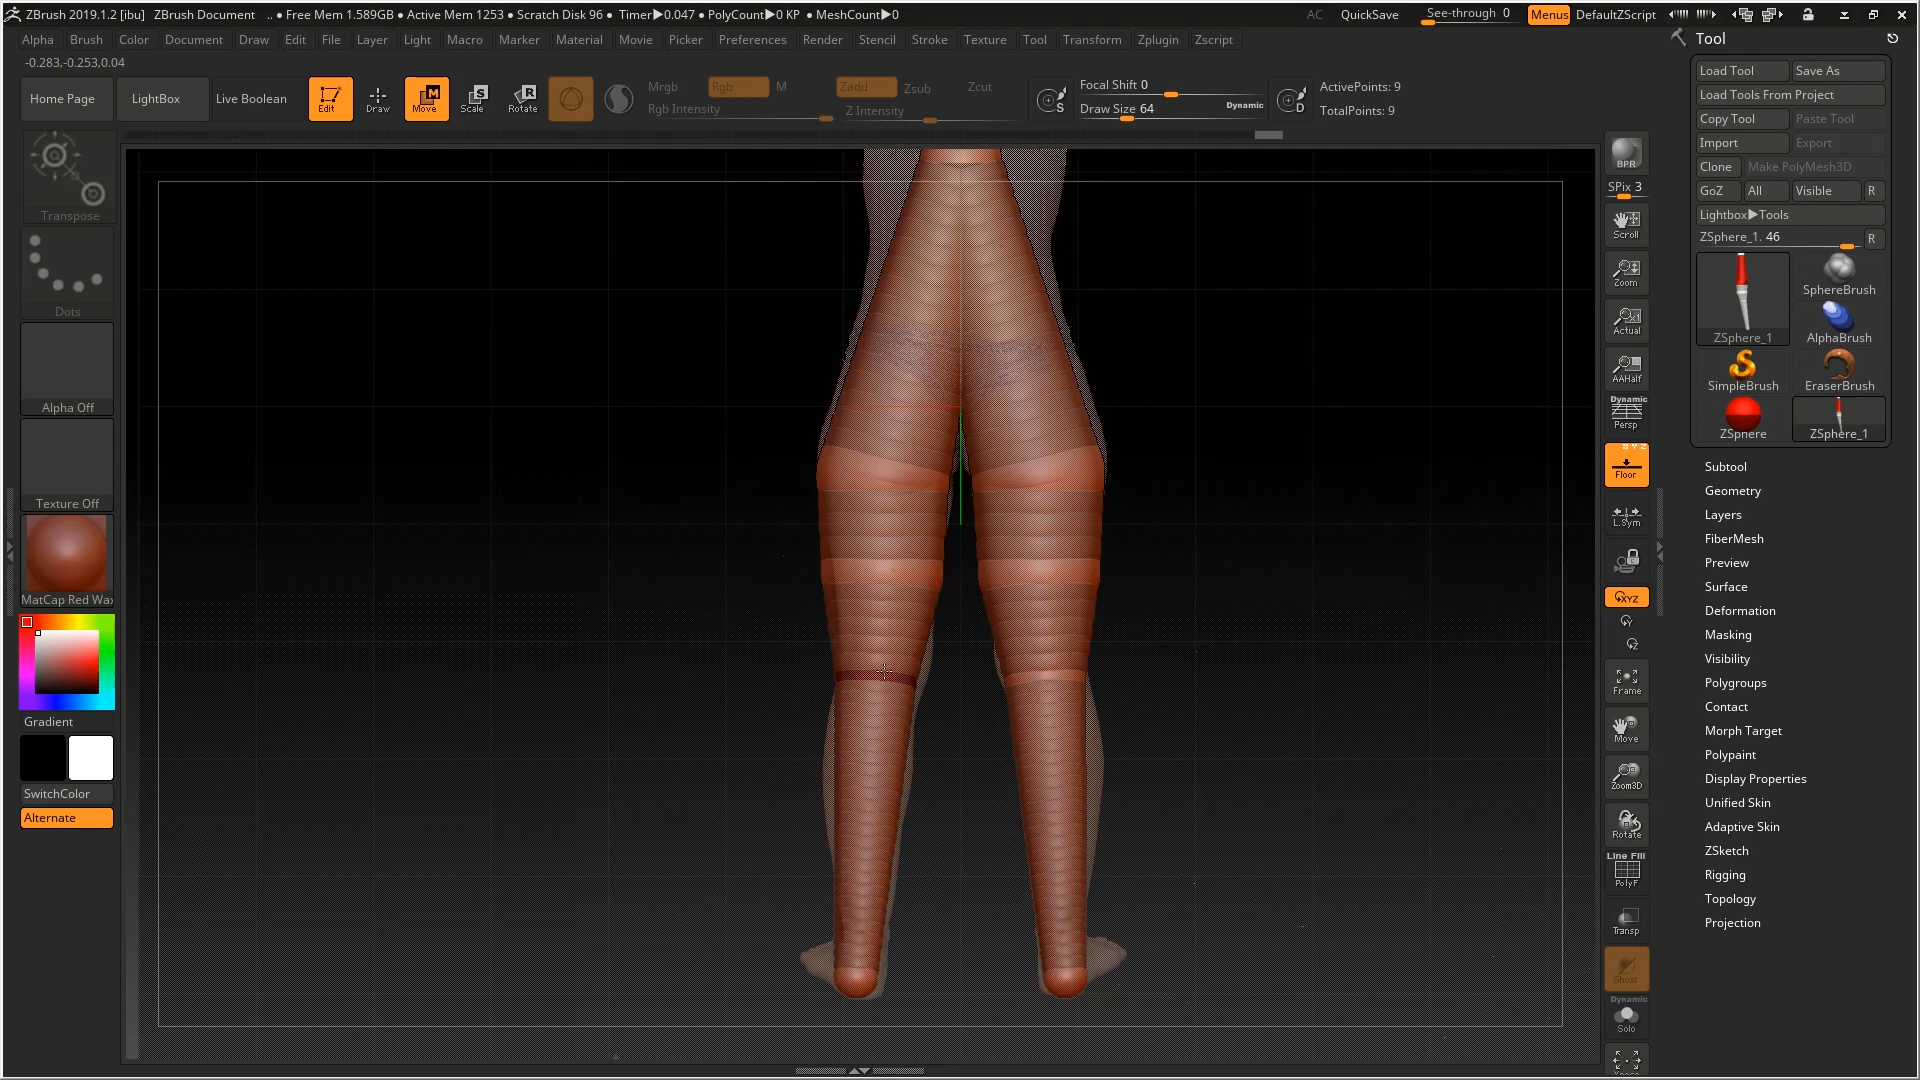 ZBrush 2019.1.2 [ibu] ZBrush Document .. • Free Mem 1.589GB • Active Mem 1253 • Scratch Disk 96 • Timer▶0.047 • PolyCount▶0 KP • MeshCount▶0 AC QuickSave See-through 0 Menus DefaultZScript
Alpha Brush Color Document Draw Edit File Layer Light Macro Marker Material Movie Picker Preferences Render Stencil Stroke Texture Tool Transform Zplugin Zscript
Tool
-0.283,-0.253,0.04
Home Page LightBox Live Boolean Edit Draw Move Scale Rotate
Mrgb Rgb M
Rgb Intensity
Zadd Zsub Zcut
Z Intensity
S
Focal Shift 0
Draw Size 64 Dynamic
D
ActivePoints: 9
TotalPoints: 9
Transpose
Dots
Alpha Off
Texture Off
MatCap Red Wax
Gradient
SwitchColor
Alternate
BPR
SPix 3
Scroll
Zoom
Actual
AAHalf
Dynamic
Persp
Floor
L.Sym
XYZ
Frame
Move
Zoom3D
Rotate
Line Fill
PolyF
Transp
Ghost
Dynamic
Solo
Xpose
Load Tool Save As
Load Tools From Project
Copy Tool Paste Tool
Import Export
Clone Make PolyMesh3D
GoZ All Visible R
Lightbox▶Tools
ZSphere_1. 46 R
ZSphere_1
SphereBrush
AlphaBrush
SimpleBrush EraserBrush
ZSphere ZSphere_1
Subtool
Geometry
Layers
FiberMesh
Preview
Surface
Deformation
Masking
Visibility
Polygroups
Contact
Morph Target
Polypaint
Display Properties
Unified Skin
Adaptive Skin
ZSketch
Rigging
Topology
Projection